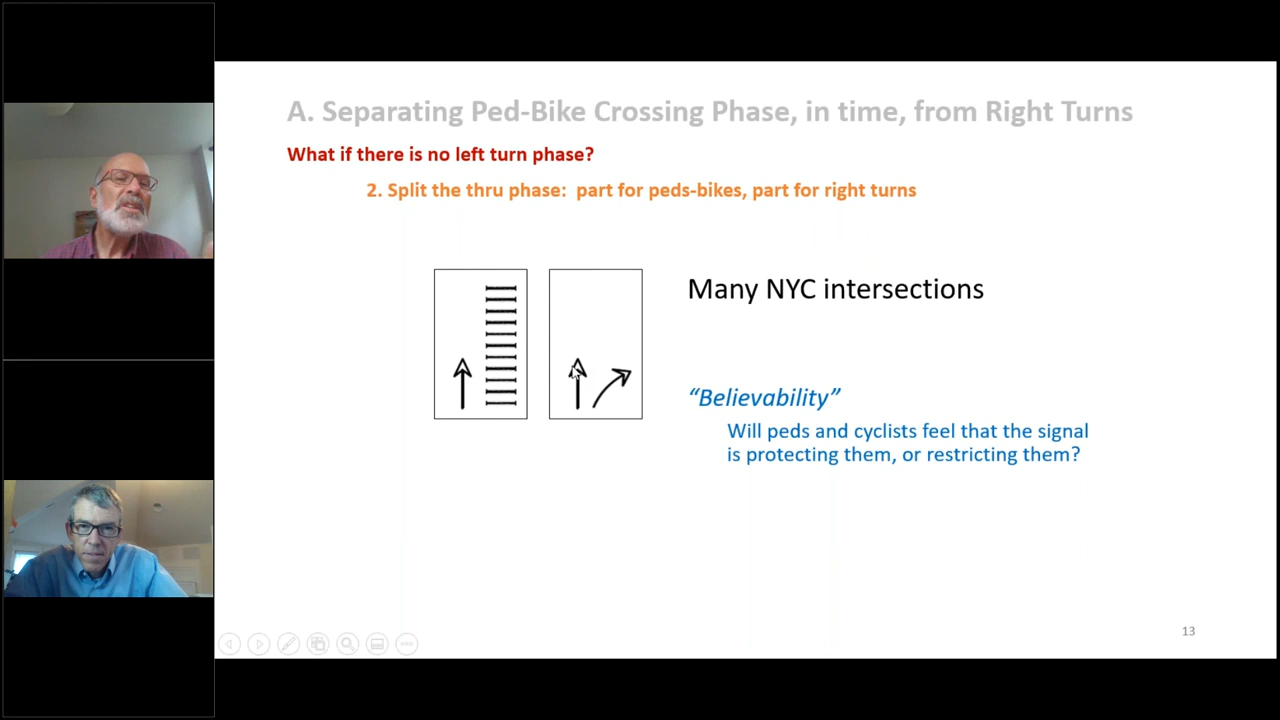 A. Separating Ped-Bike Crossing Phase, in time, from Right Turns
What if there is no left turn phase?
2. Split the thru phase:  part for peds-bikes, part for right turns
Many NYC intersections
“Believability”
Will peds and cyclists feel that the signal
is protecting them, or restricting them?
13